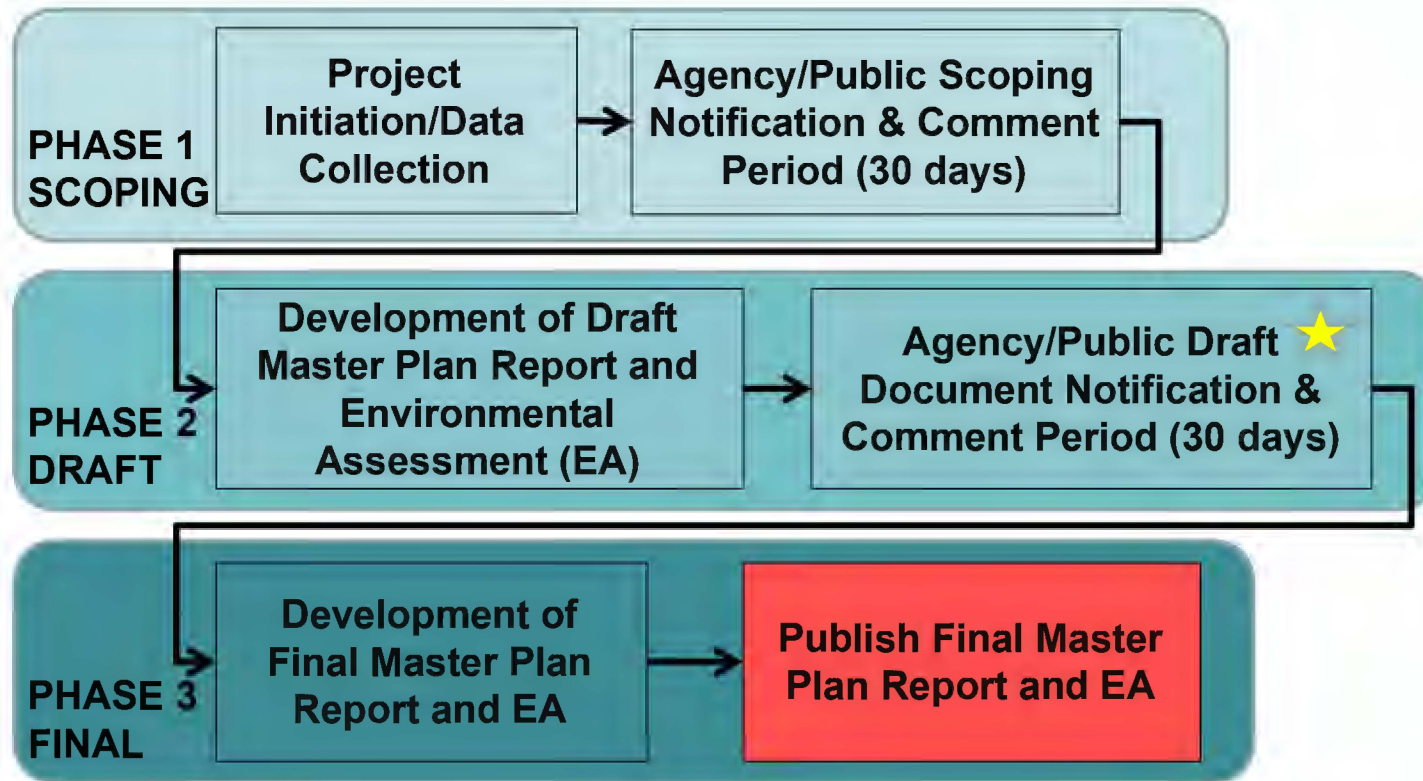 PHASE 1
SCOPING
Project
Initiation/Data
Collection
Agency/Public Scoping
Notification & Comment
Period (30 days)
PHASE 2
DRAFT
Development of Draft
Master Plan Report and
Environmental
Assessment (EA)
Agency/Public Draft
Document Notification &
Comment Period (30 days)
PHASE 3
FINAL
Development of
Final Master Plan
Report and EA
Publish Final Master
Plan Report and EA